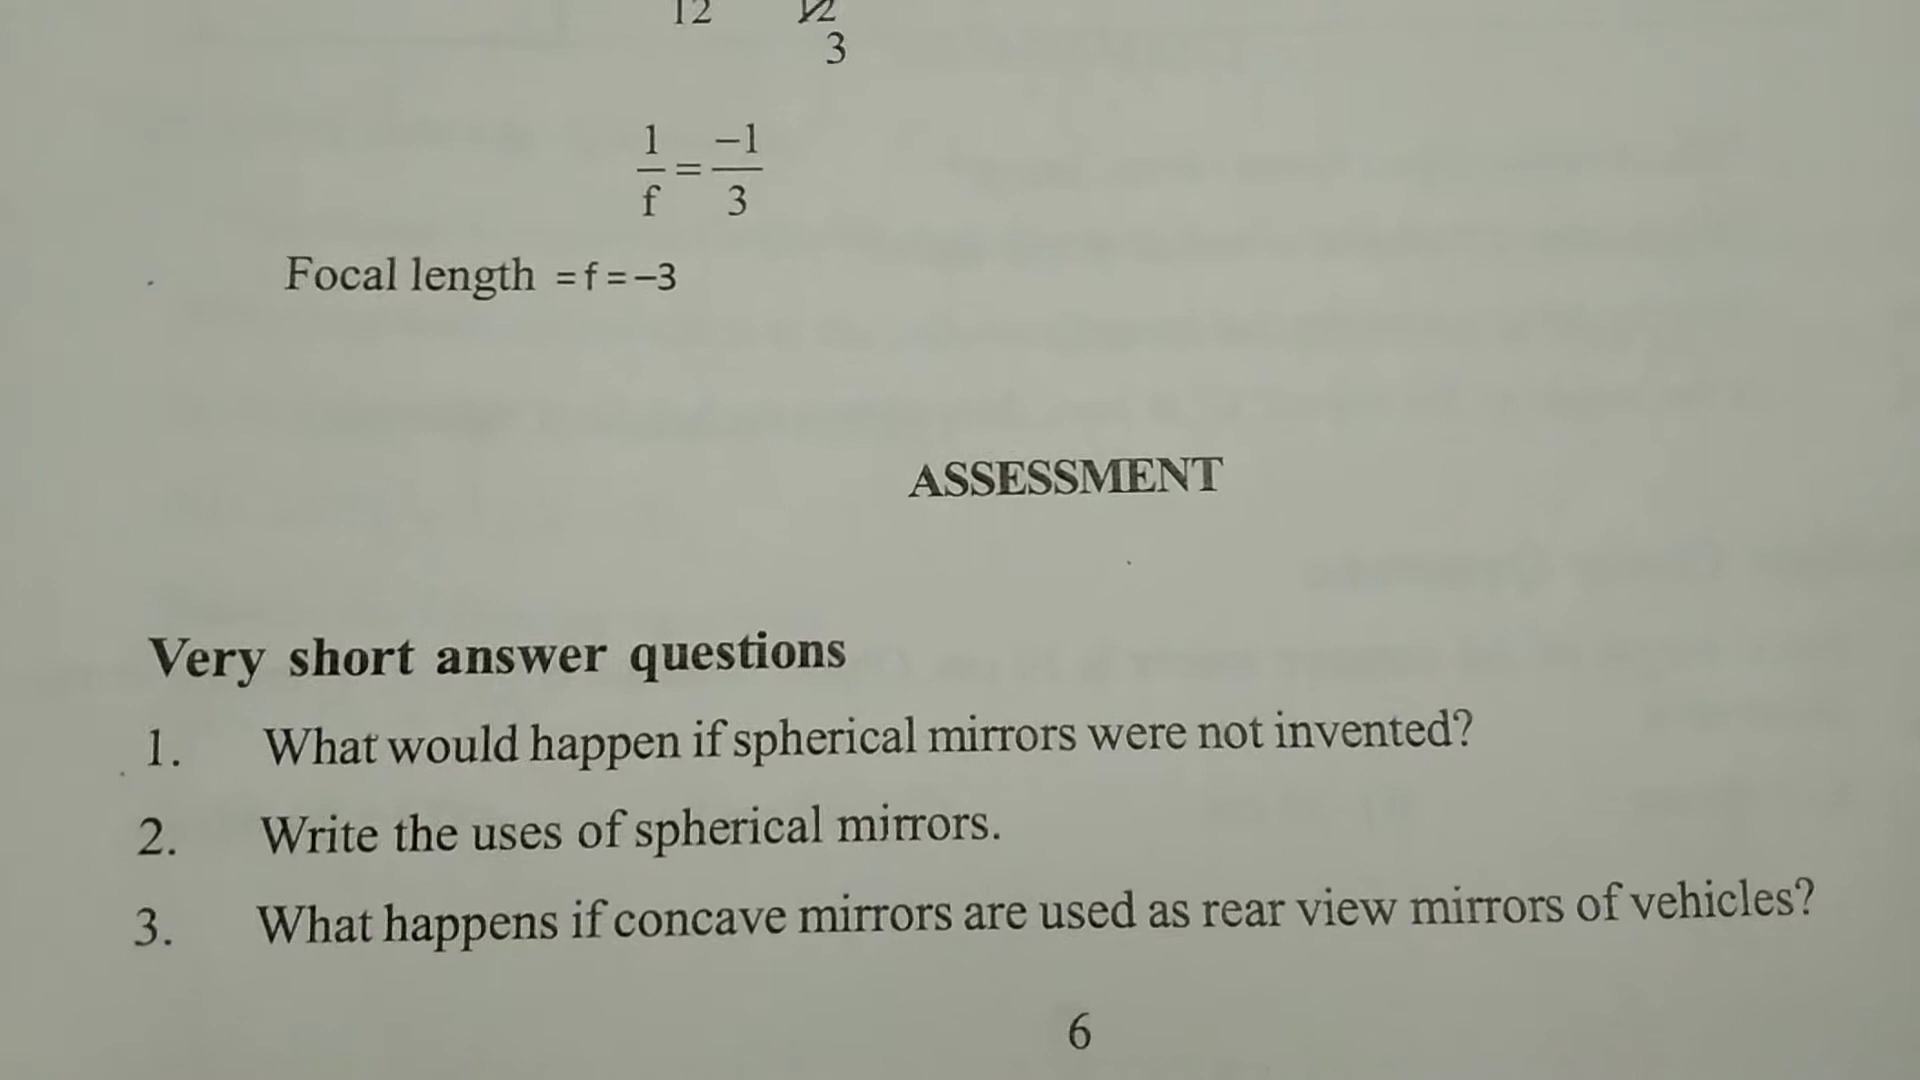 12 12
3
1/f = −1/3
Focal length = f = −3
ASSESSMENT
Very short answer questions
1. What would happen if spherical mirrors were not invented?
2. Write the uses of spherical mirrors.
3. What happens if concave mirrors are used as rear view mirrors of vehicles?
6